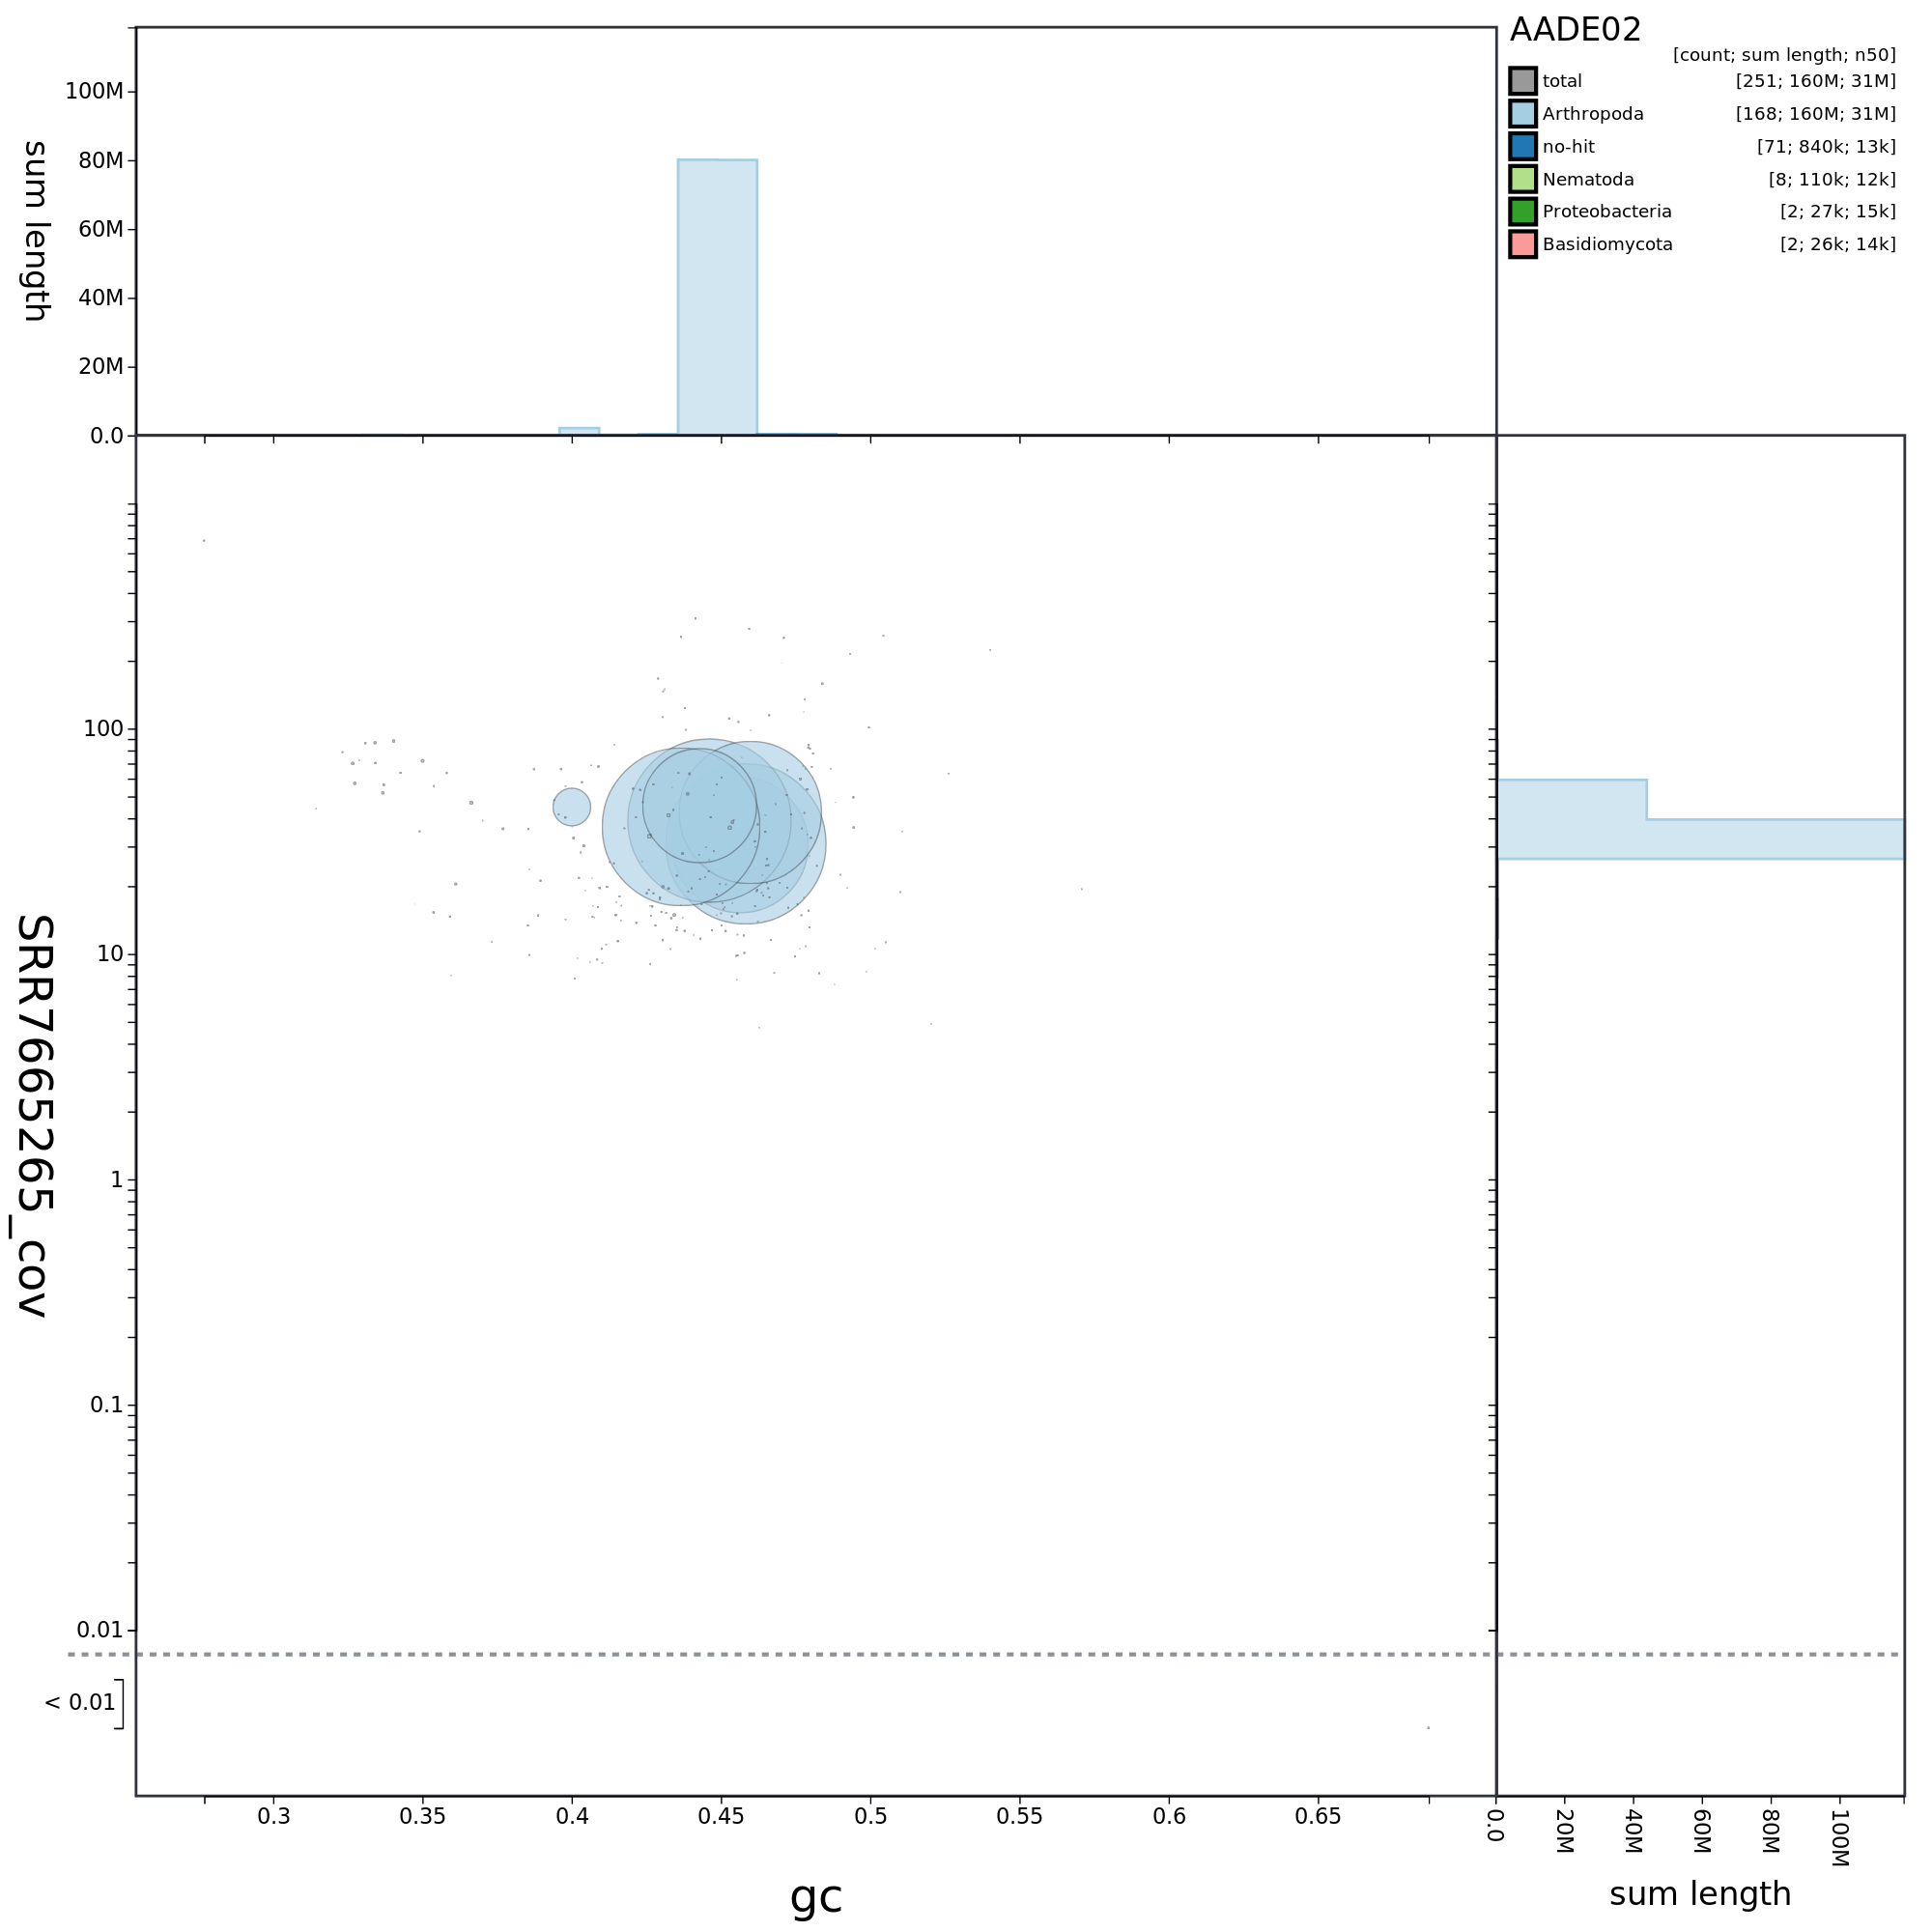 AADE02
[count; sum length; n50]
total [251; 160M; 31M]
Arthropoda [168; 160M; 31M]
no-hit [71; 840k; 13k]
Nematoda [8; 110k; 12k]
Proteobacteria [2; 27k; 15k]
Basidiomycota [2; 26k; 14k]
sum length
100M
80M
60M
40M
20M
0.0
SRR7665265_cov
100
10
1
0.1
0.01
< 0.01
0.3 0.35 0.4 0.45 0.5 0.55 0.6 0.65
gc
0.0 20M 40M 60M 80M 100M
sum length